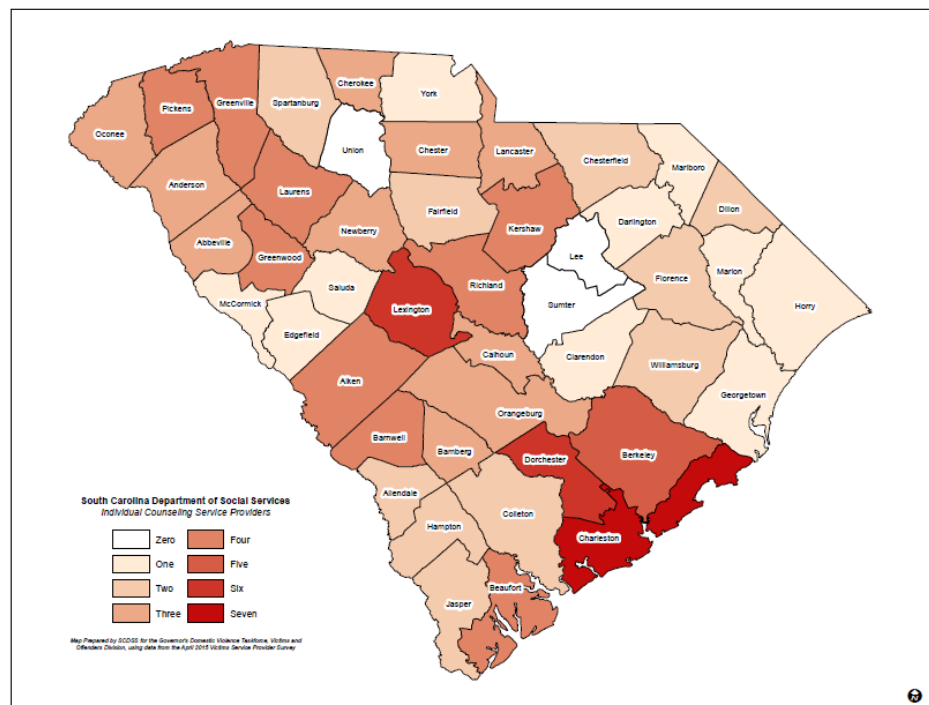 Cherokee
York
Greenville
Spartanburg
Pickens
Oconee
Union
Chester
Lancaster
Chesterfield
Marlboro
Anderson
Laurens
Dillon
Fairfield
Darlington
Newberry
Kershaw
Abbeville
Greenwood
Lee
Marion
Florence
Saluda
Richland
McCormick
Lexington
Sumter
Horry
Edgefield
Calhoun
Clarendon
Williamsburg
Aiken
Georgetown
Orangeburg
Barnwell
Bamberg
Dorchester
Berkeley
Allendale
Colleton
Hampton
Charleston
Beaufort
Jasper
South Carolina Department of Social Services
Individual Counseling Service Providers
Zero Four
One Five
Two Six
Three Seven
Map Prepared by SCDSS for the Governor's Domestic Violence Taskforce, Victims and
Offenders Division, using data from the April 2015 Victims Service Provider Survey